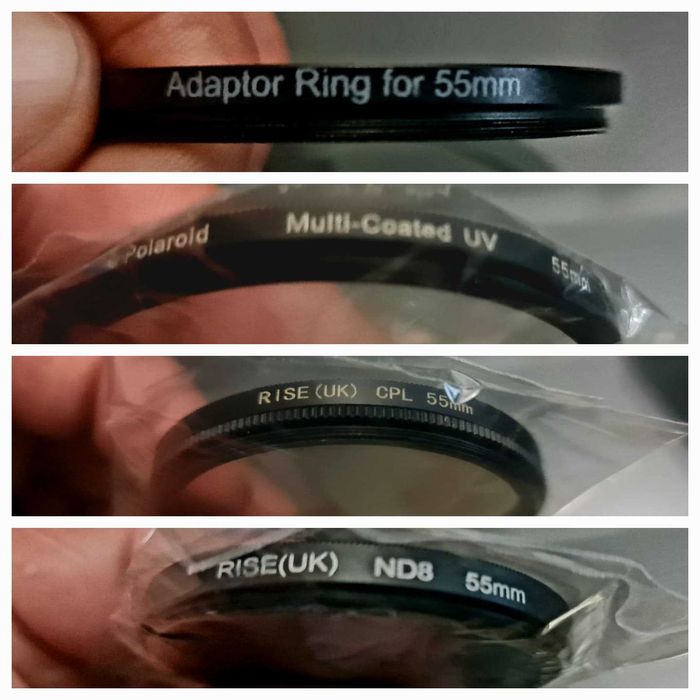 Adaptor Ring for 55mm
Polaroid Multi-Coated UV 55mm
RISE(UK) CPL 55mm
RISE(UK) ND8 55mm